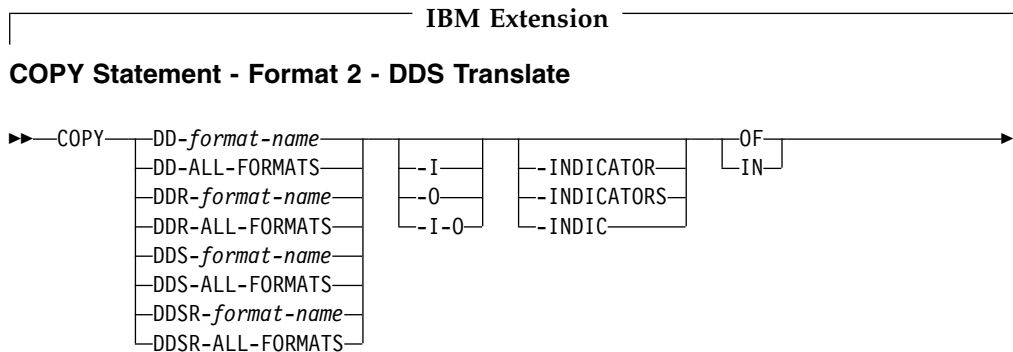 IBM Extension
COPY Statement - Format 2 - DDS Translate
COPY DD-format-name OF
DD-ALL-FORMATS -I -INDICATOR IN
DDR-format-name -O -INDICATORS
DDR-ALL-FORMATS -I-O -INDIC
DDS-format-name
DDS-ALL-FORMATS
DDSR-format-name
DDSR-ALL-FORMATS